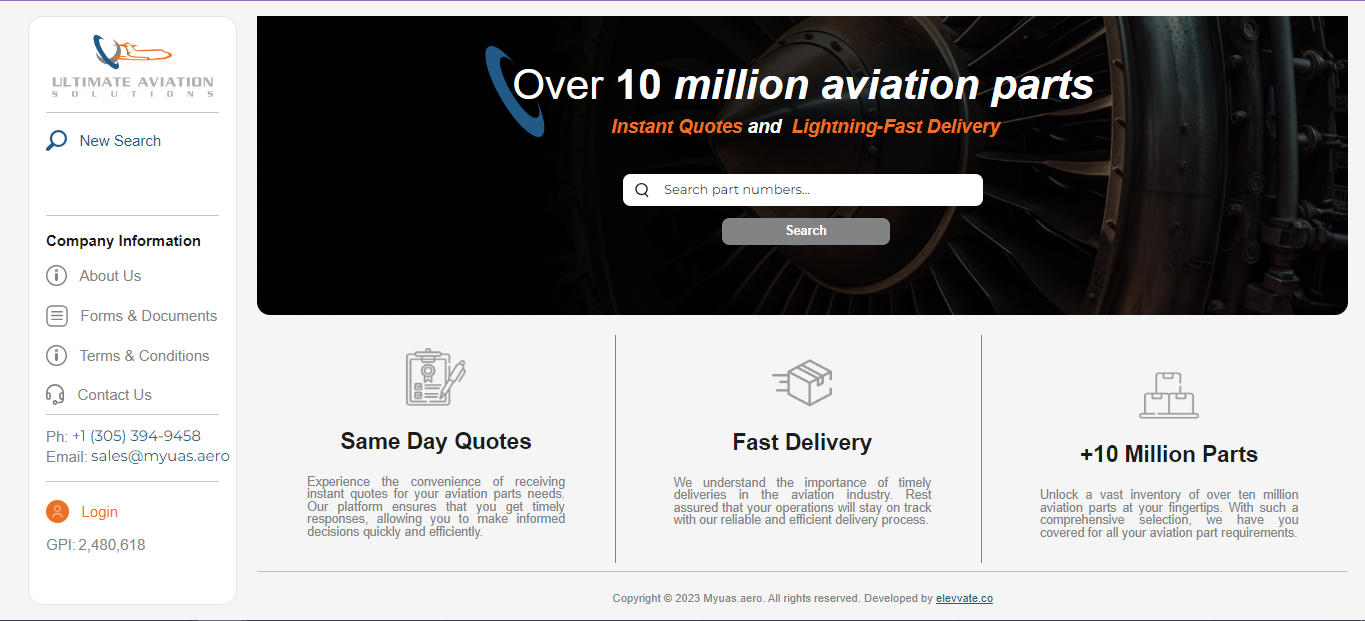 ULTIMATE AVIATION
SOLUTIONS
New Search
Company Information
About Us
Forms & Documents
Terms & Conditions
Contact Us
Ph: +1 (305) 394-9458
Email: sales@myuas.aero
Login
GPI: 2,480,618
Over 10 million aviation parts
Instant Quotes and Lightning-Fast Delivery
Search part numbers...
Search
Same Day Quotes
Experience the convenience of receiving
instant quotes for your aviation parts needs.
Our platform ensures that you get timely
responses, allowing you to make informed
decisions quickly and efficiently.
Fast Delivery
We understand the importance of timely
deliveries in the aviation industry. Rest
assured that your operations will stay on track
with our reliable and efficient delivery process.
+10 Million Parts
Unlock a vast inventory of over ten million
aviation parts at your fingertips. With such a
comprehensive selection, we have you
covered for all your aviation part requirements.
Copyright © 2023 Myuas.aero. All rights reserved. Developed by elevvate.co